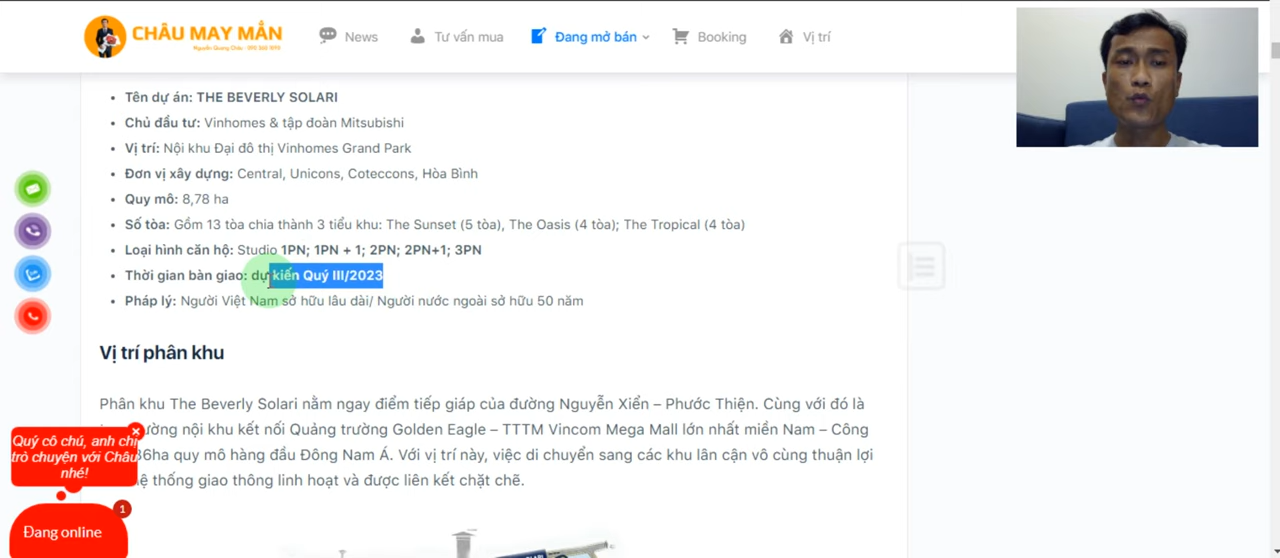 CHÂU MAY MẮN
Nguyễn Quang Châu
News
Tư vấn mua
Đang mở bán
Booking
Vị trí
Tên dự án: THE BEVERLY SOLARI
Chủ đầu tư: Vinhomes & tập đoàn Mitsubishi
Vị trí: Nội khu Đại đô thị Vinhomes Grand Park
Đơn vị xây dựng: Central, Unicons, Coteccons, Hòa Bình
Quy mô: 8,78 ha
Số tòa: Gồm 13 tòa chia thành 3 tiểu khu: The Sunset (5 tòa), The Oasis (4 tòa); The Tropical (4 tòa)
Loại hình căn hộ: Studio 1PN; 1PN + 1; 2PN; 2PN+1; 3PN
Thời gian bàn giao: dự kiến Quý III/2023
Pháp lý: Người Việt Nam sở hữu lâu dài/ Người nước ngoài sở hữu 50 năm
Vị trí phân khu
Phân khu The Beverly Solari nằm ngay điểm tiếp giáp của đường Nguyễn Xiển – Phước Thiện. Cùng với đó là
đường nội khu kết nối Quảng trường Golden Eagle – TTTM Vincom Mega Mall lớn nhất miền Nam – Công
36ha quy mô hàng đầu Đông Nam Á. Với vị trí này, việc di chuyển sang các khu lân cận vô cùng thuận lợi
hệ thống giao thông linh hoạt và được liên kết chặt chẽ.
Quý cô chú, anh chị
trò chuyện với Châu
nhé!
1
Đang online